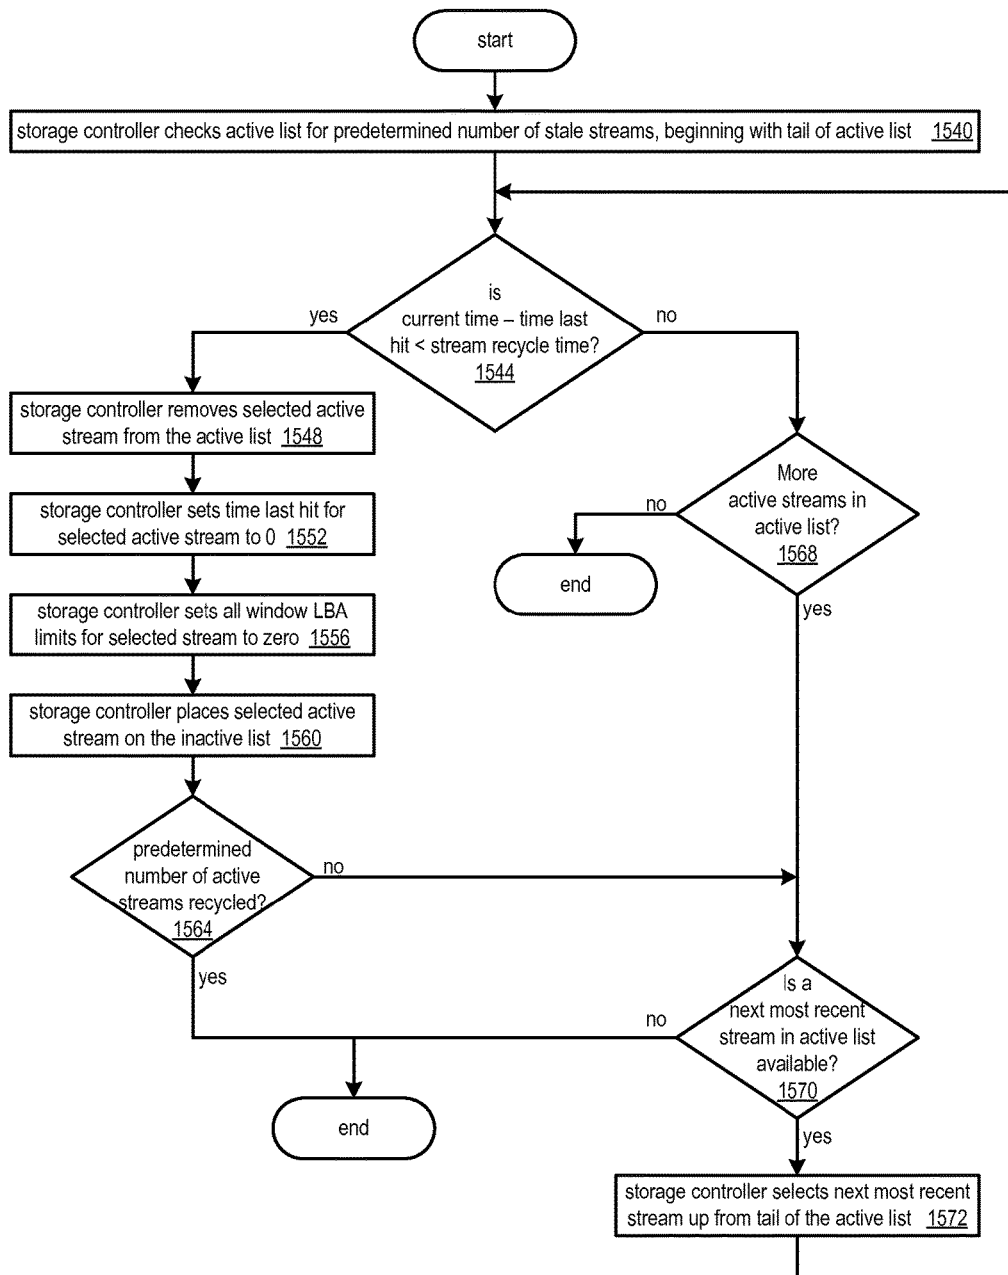 start
storage controller checks active list for predetermined number of stale streams, beginning with tail of active list 1540
is
current time – time last
hit < stream recycle time?
1544
yes
no
storage controller removes selected active
stream from the active list 1548
storage controller sets time last hit for
selected active stream to 0 1552
storage controller sets all window LBA
limits for selected stream to zero 1556
storage controller places selected active
stream on the inactive list 1560
predetermined
number of active
streams recycled?
1564
no
yes
More
active streams in
active list?
1568
no
end
yes
Is a
next most recent
stream in active list
available?
1570
no
end
yes
storage controller selects next most recent
stream up from tail of the active list 1572